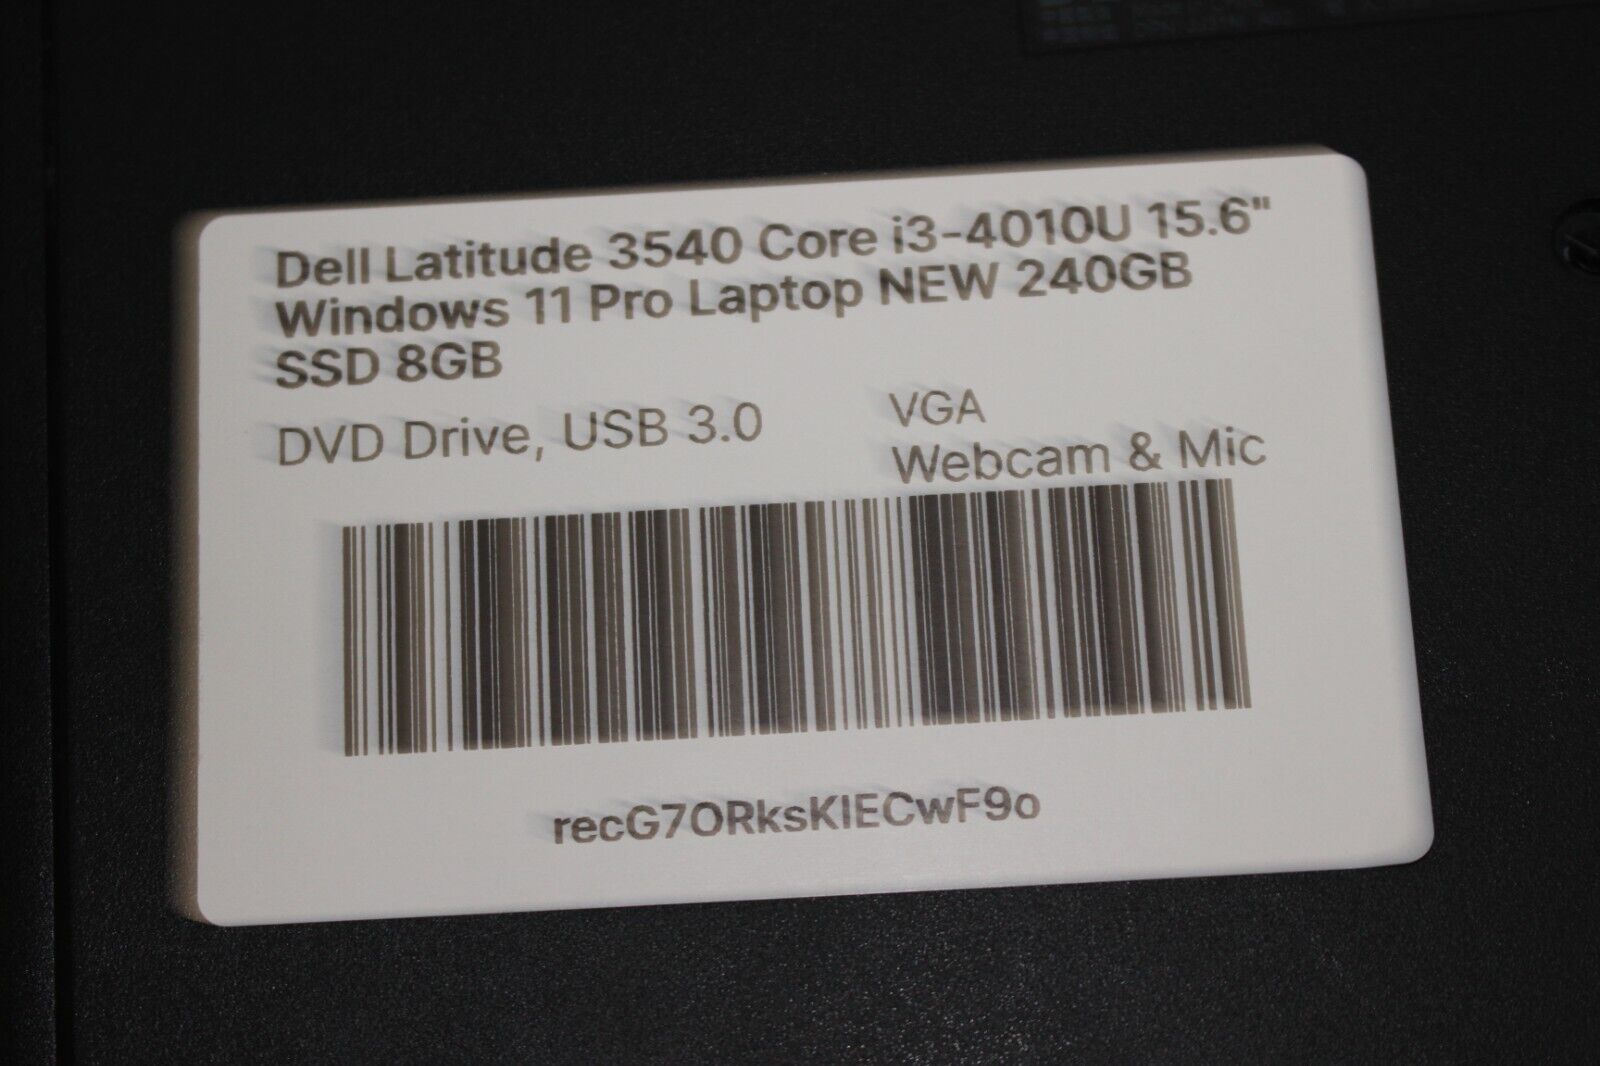 Dell Latitude 3540 Core i3-4010U 15.6"
Windows 11 Pro Laptop NEW 240GB
SSD 8GB
DVD Drive, USB 3.0
VGA
Webcam & Mic
recG7ORksKIECwF9o